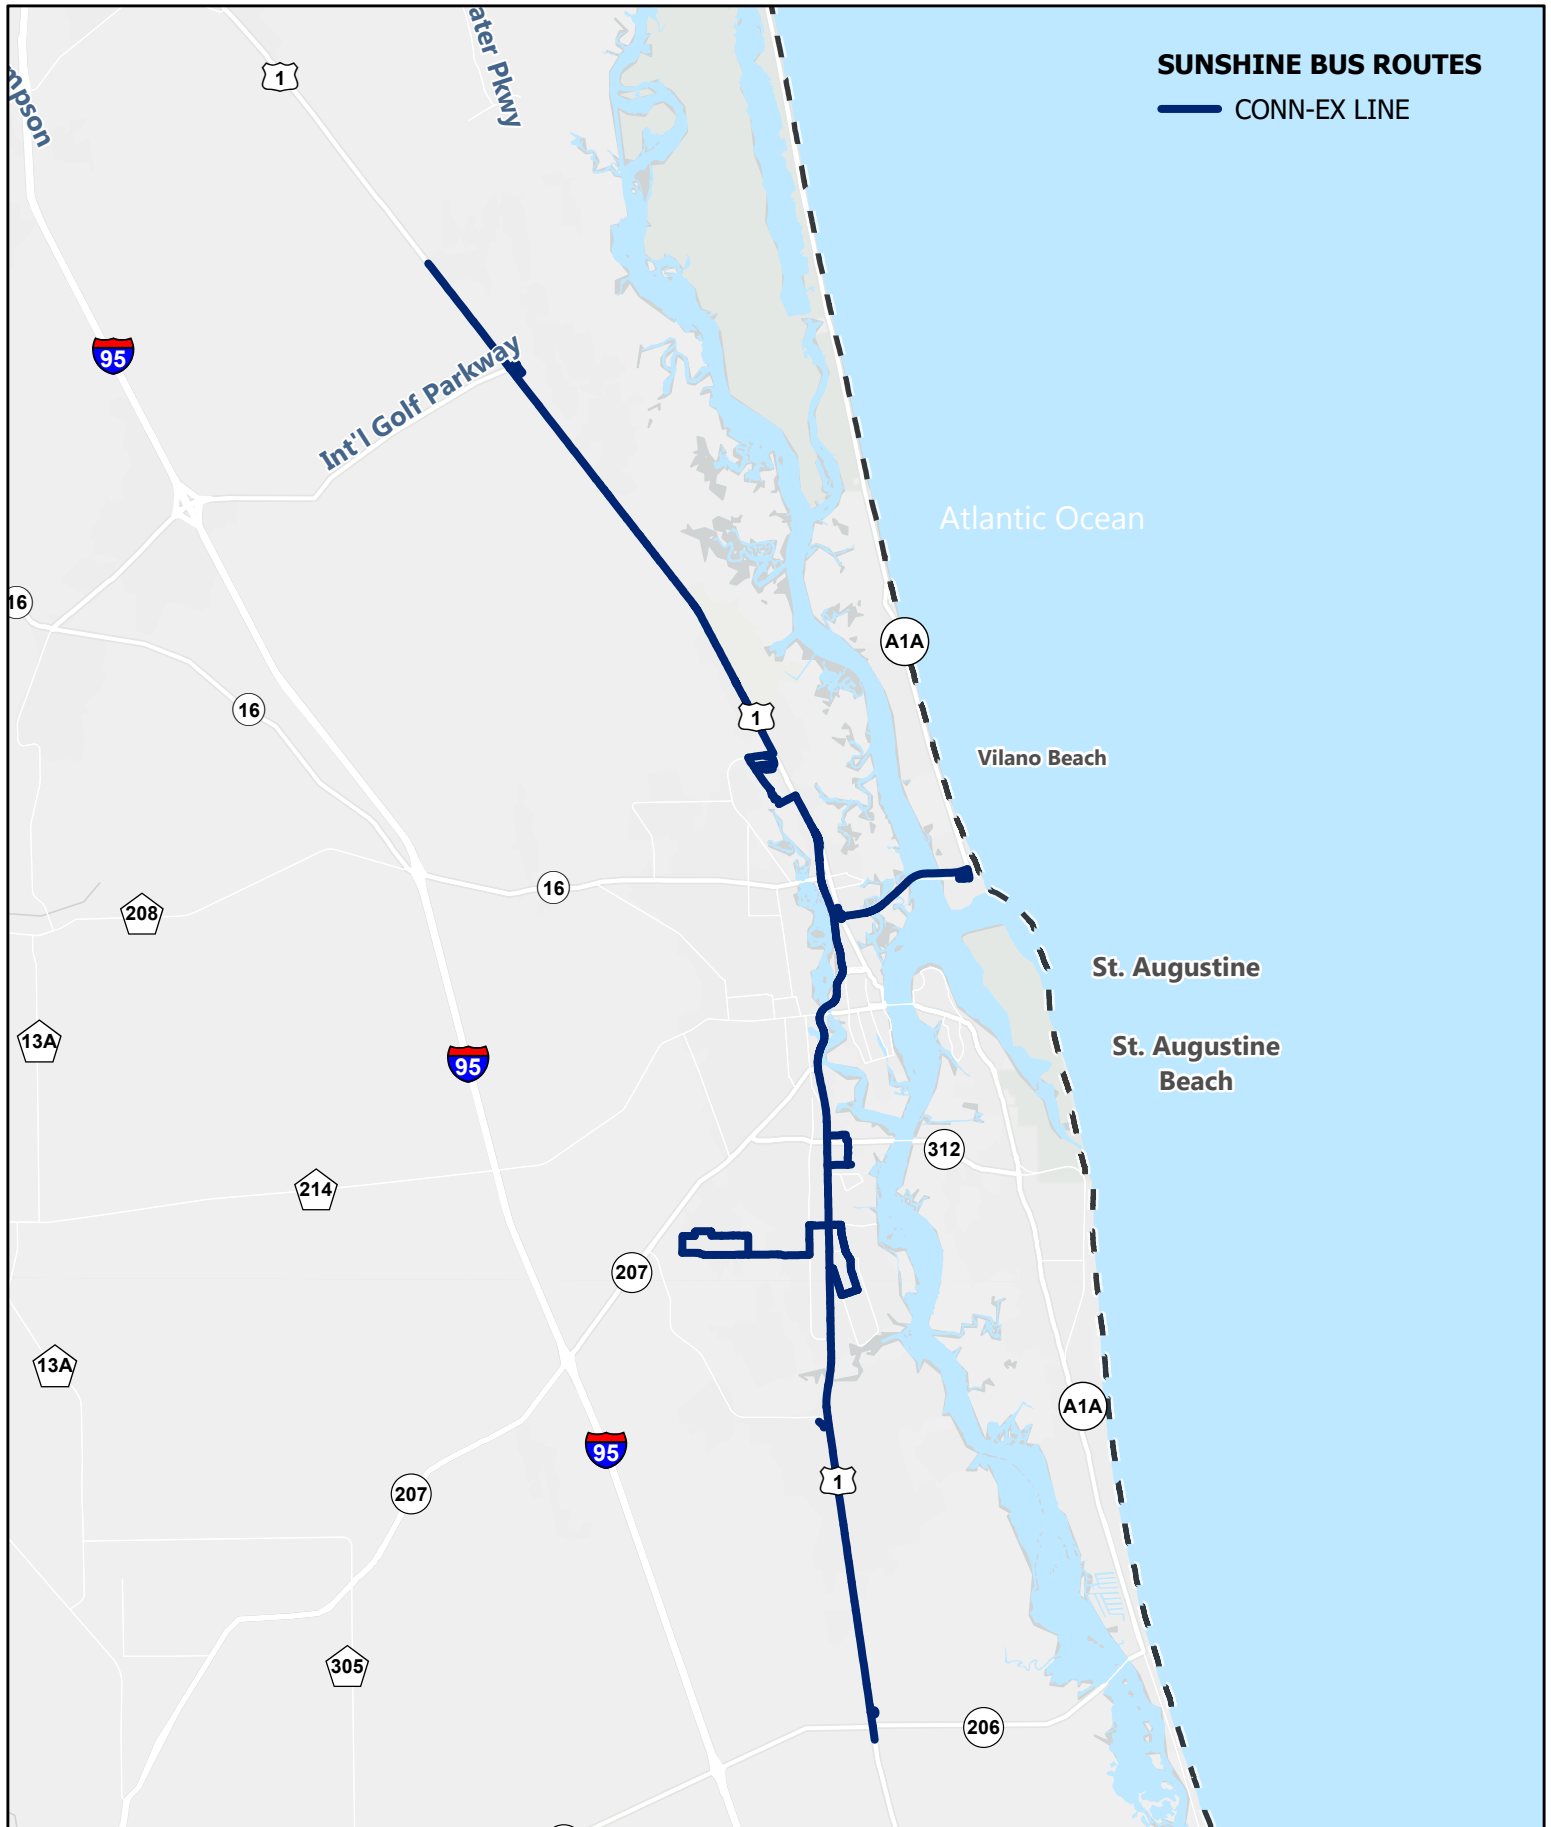 SUNSHINE BUS ROUTES
CONN-EX LINE
1
ater Pkwy
mpson
95
Int'l Golf Parkway
Atlantic Ocean
16
A1A
16
1
Vilano Beach
16
208
St. Augustine
13A
St. Augustine
Beach
95
312
214
207
13A
A1A
95
1
207
305
206